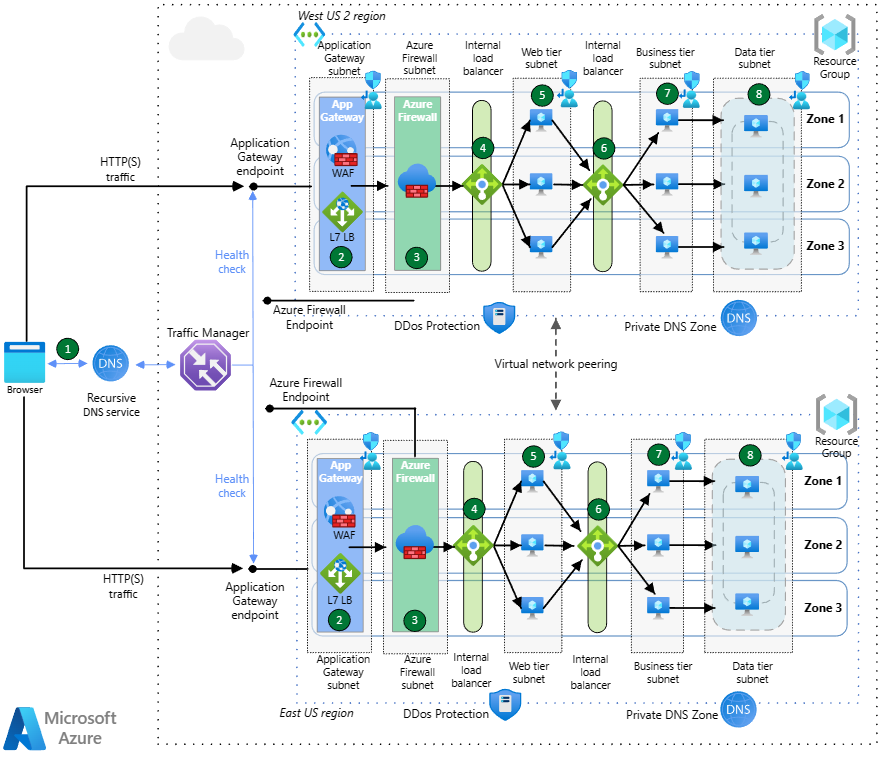 West US 2 region
Application
Gateway
subnet
Azure
Firewall
subnet
Internal
load
balancer
Web tier
subnet
Internal
load
balancer
Business tier
subnet
Data tier
subnet
Resource
Group
App
Gateway
WAF
L7 LB
2
Azure
Firewall
3
4
5
6
7
8
Zone 1
Zone 2
Zone 3
HTTP(S)
traffic
Application
Gateway
endpoint
Health
check
Azure Firewall
Endpoint
DDos Protection
Private DNS Zone
DNS
Traffic Manager
1
Browser
DNS
Recursive
DNS service
Virtual network peering
Azure Firewall
Endpoint
Resource
Group
Health
check
App
Gateway
WAF
L7 LB
2
Azure
Firewall
3
4
5
6
7
8
Zone 1
Zone 2
Zone 3
HTTP(S)
traffic
Application
Gateway
endpoint
Application
Gateway
subnet
Azure
Firewall
subnet
Internal
load
balancer
Web tier
subnet
Internal
load
balancer
Business tier
subnet
Data tier
subnet
East US region
DDos Protection
Private DNS Zone
DNS
Microsoft
Azure